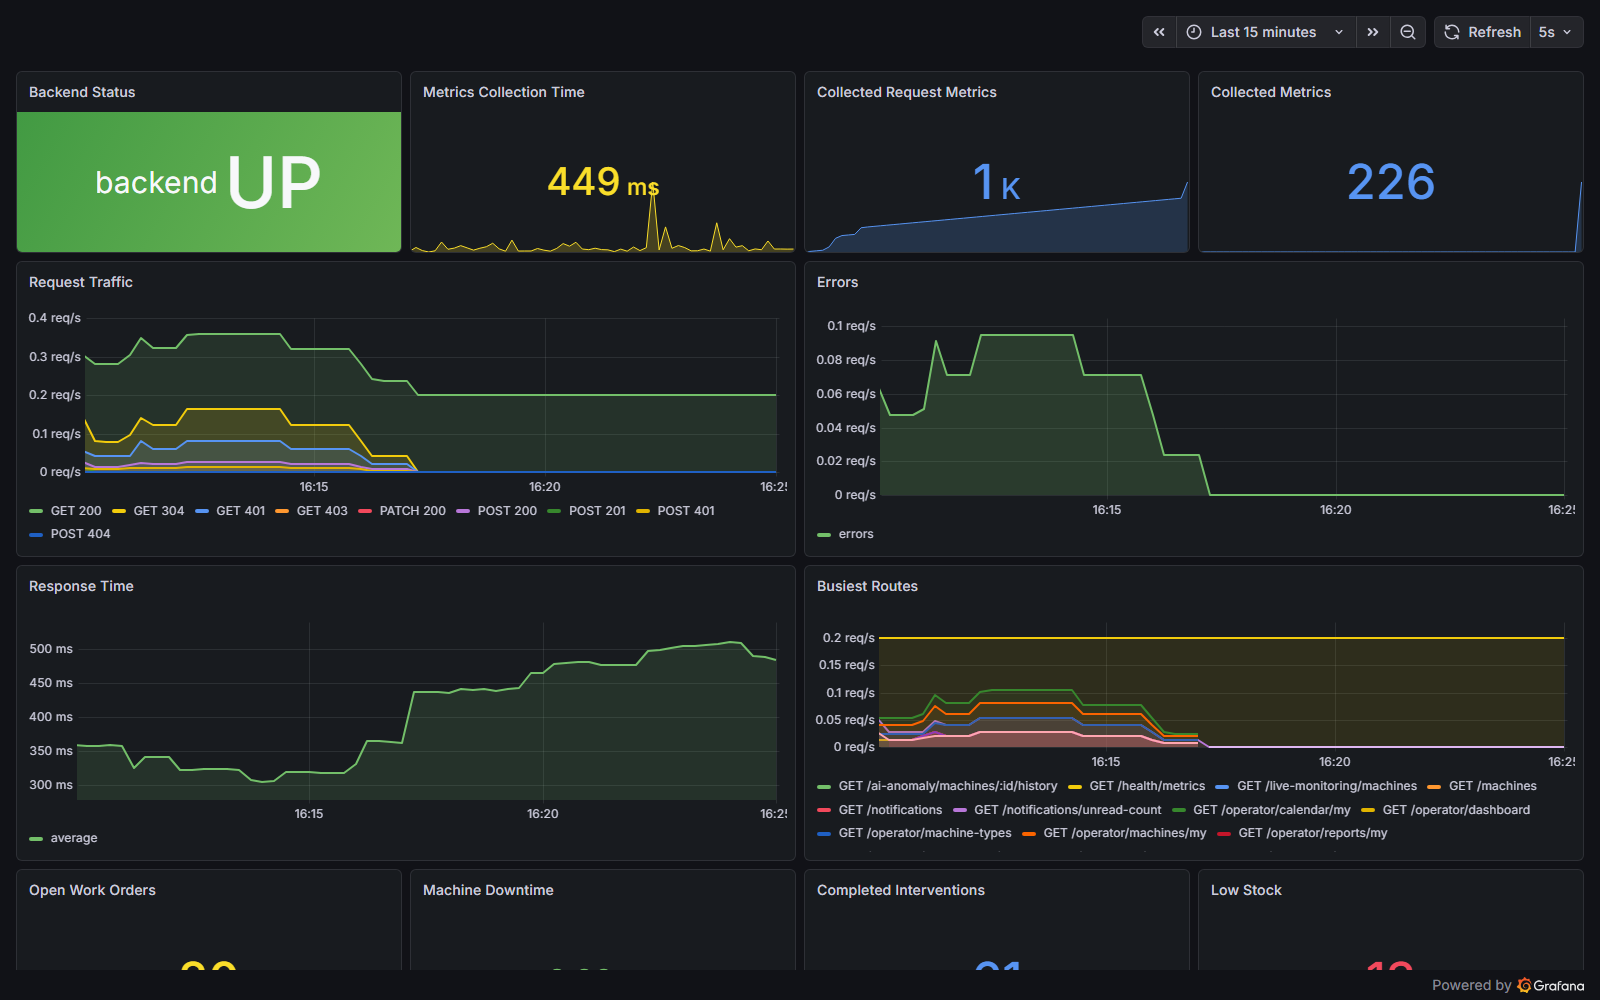 Last 15 minutes
Refresh
5s
Backend Status
Metrics Collection Time
Collected Request Metrics
Collected Metrics
backend UP
449 ms
1 K
226
Request Traffic
0.4 req/s
0.3 req/s
0.2 req/s
0.1 req/s
0 req/s
16:15
16:20
GET 200
GET 304
GET 401
GET 403
PATCH 200
POST 200
POST 201
POST 401
POST 404
Errors
0.1 req/s
0.08 req/s
0.06 req/s
0.04 req/s
0.02 req/s
0 req/s
16:15
16:20
errors
Response Time
500 ms
450 ms
400 ms
350 ms
300 ms
16:15
16:20
average
Busiest Routes
0.2 req/s
0.15 req/s
0.1 req/s
0.05 req/s
0 req/s
16:15
16:20
GET /ai-anomaly/machines/:id/history
GET /health/metrics
GET /live-monitoring/machines
GET /machines
GET /notifications
GET /notifications/unread-count
GET /operator/calendar/my
GET /operator/dashboard
GET /operator/machine-types
GET /operator/machines/my
GET /operator/reports/my
Open Work Orders
Machine Downtime
Completed Interventions
Low Stock
Powered by Grafana